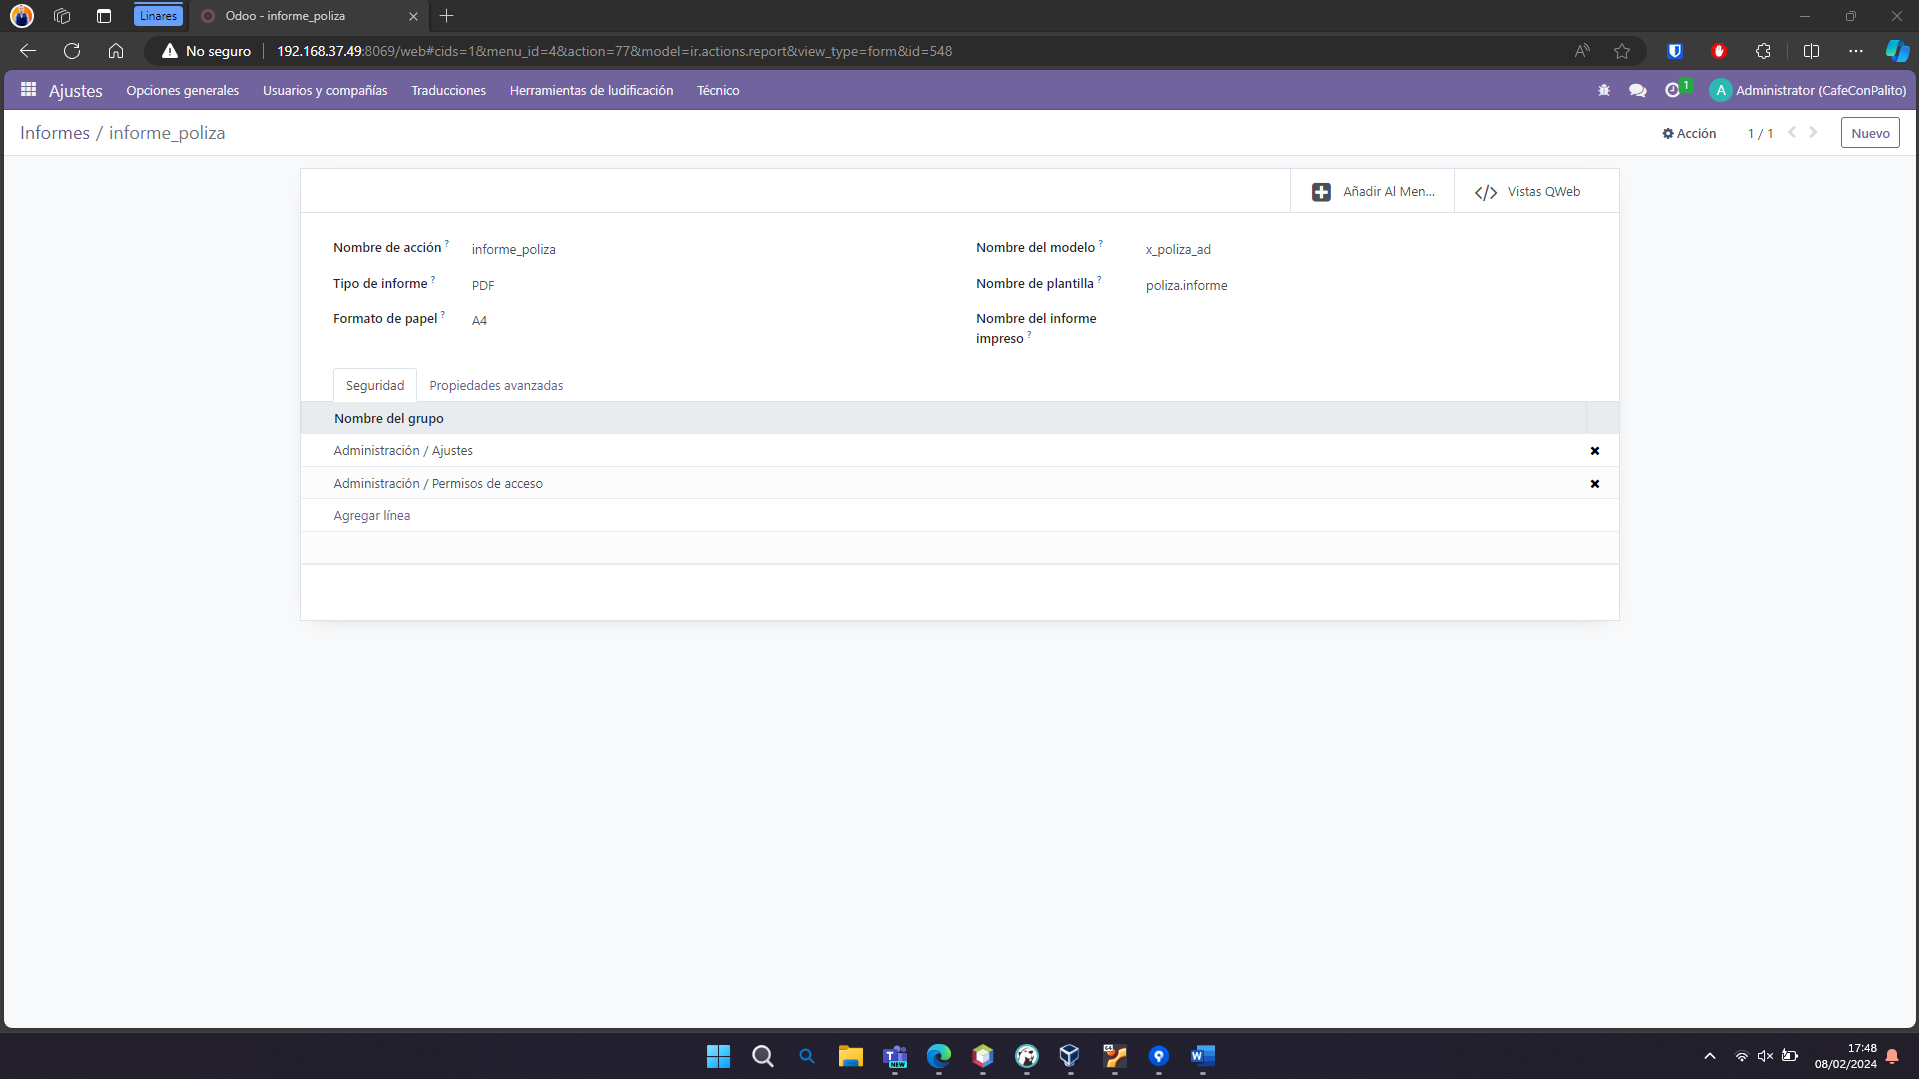 Linares
Odoo - informe_poliza
No seguro
192.168.37.49:8069/web#cids=1&menu_id=4&action=77&model=ir.actions.report&view_type=form&id=548
Ajustes
Opciones generales
Usuarios y compañías
Traducciones
Herramientas de ludificación
Técnico
1
A
Administrator (CafeConPalito)
Informes / informe_poliza
Acción
1 / 1
Nuevo
Añadir Al Men...
</> Vistas QWeb
Nombre de acción ?
informe_poliza
Nombre del modelo ?
x_poliza_ad
Tipo de informe ?
PDF
Nombre de plantilla ?
poliza.informe
Formato de papel ?
A4
Nombre del informe
impreso ?
Seguridad
Propiedades avanzadas
Nombre del grupo
Administración / Ajustes
Administración / Permisos de acceso
Agregar línea
17:48
08/02/2024